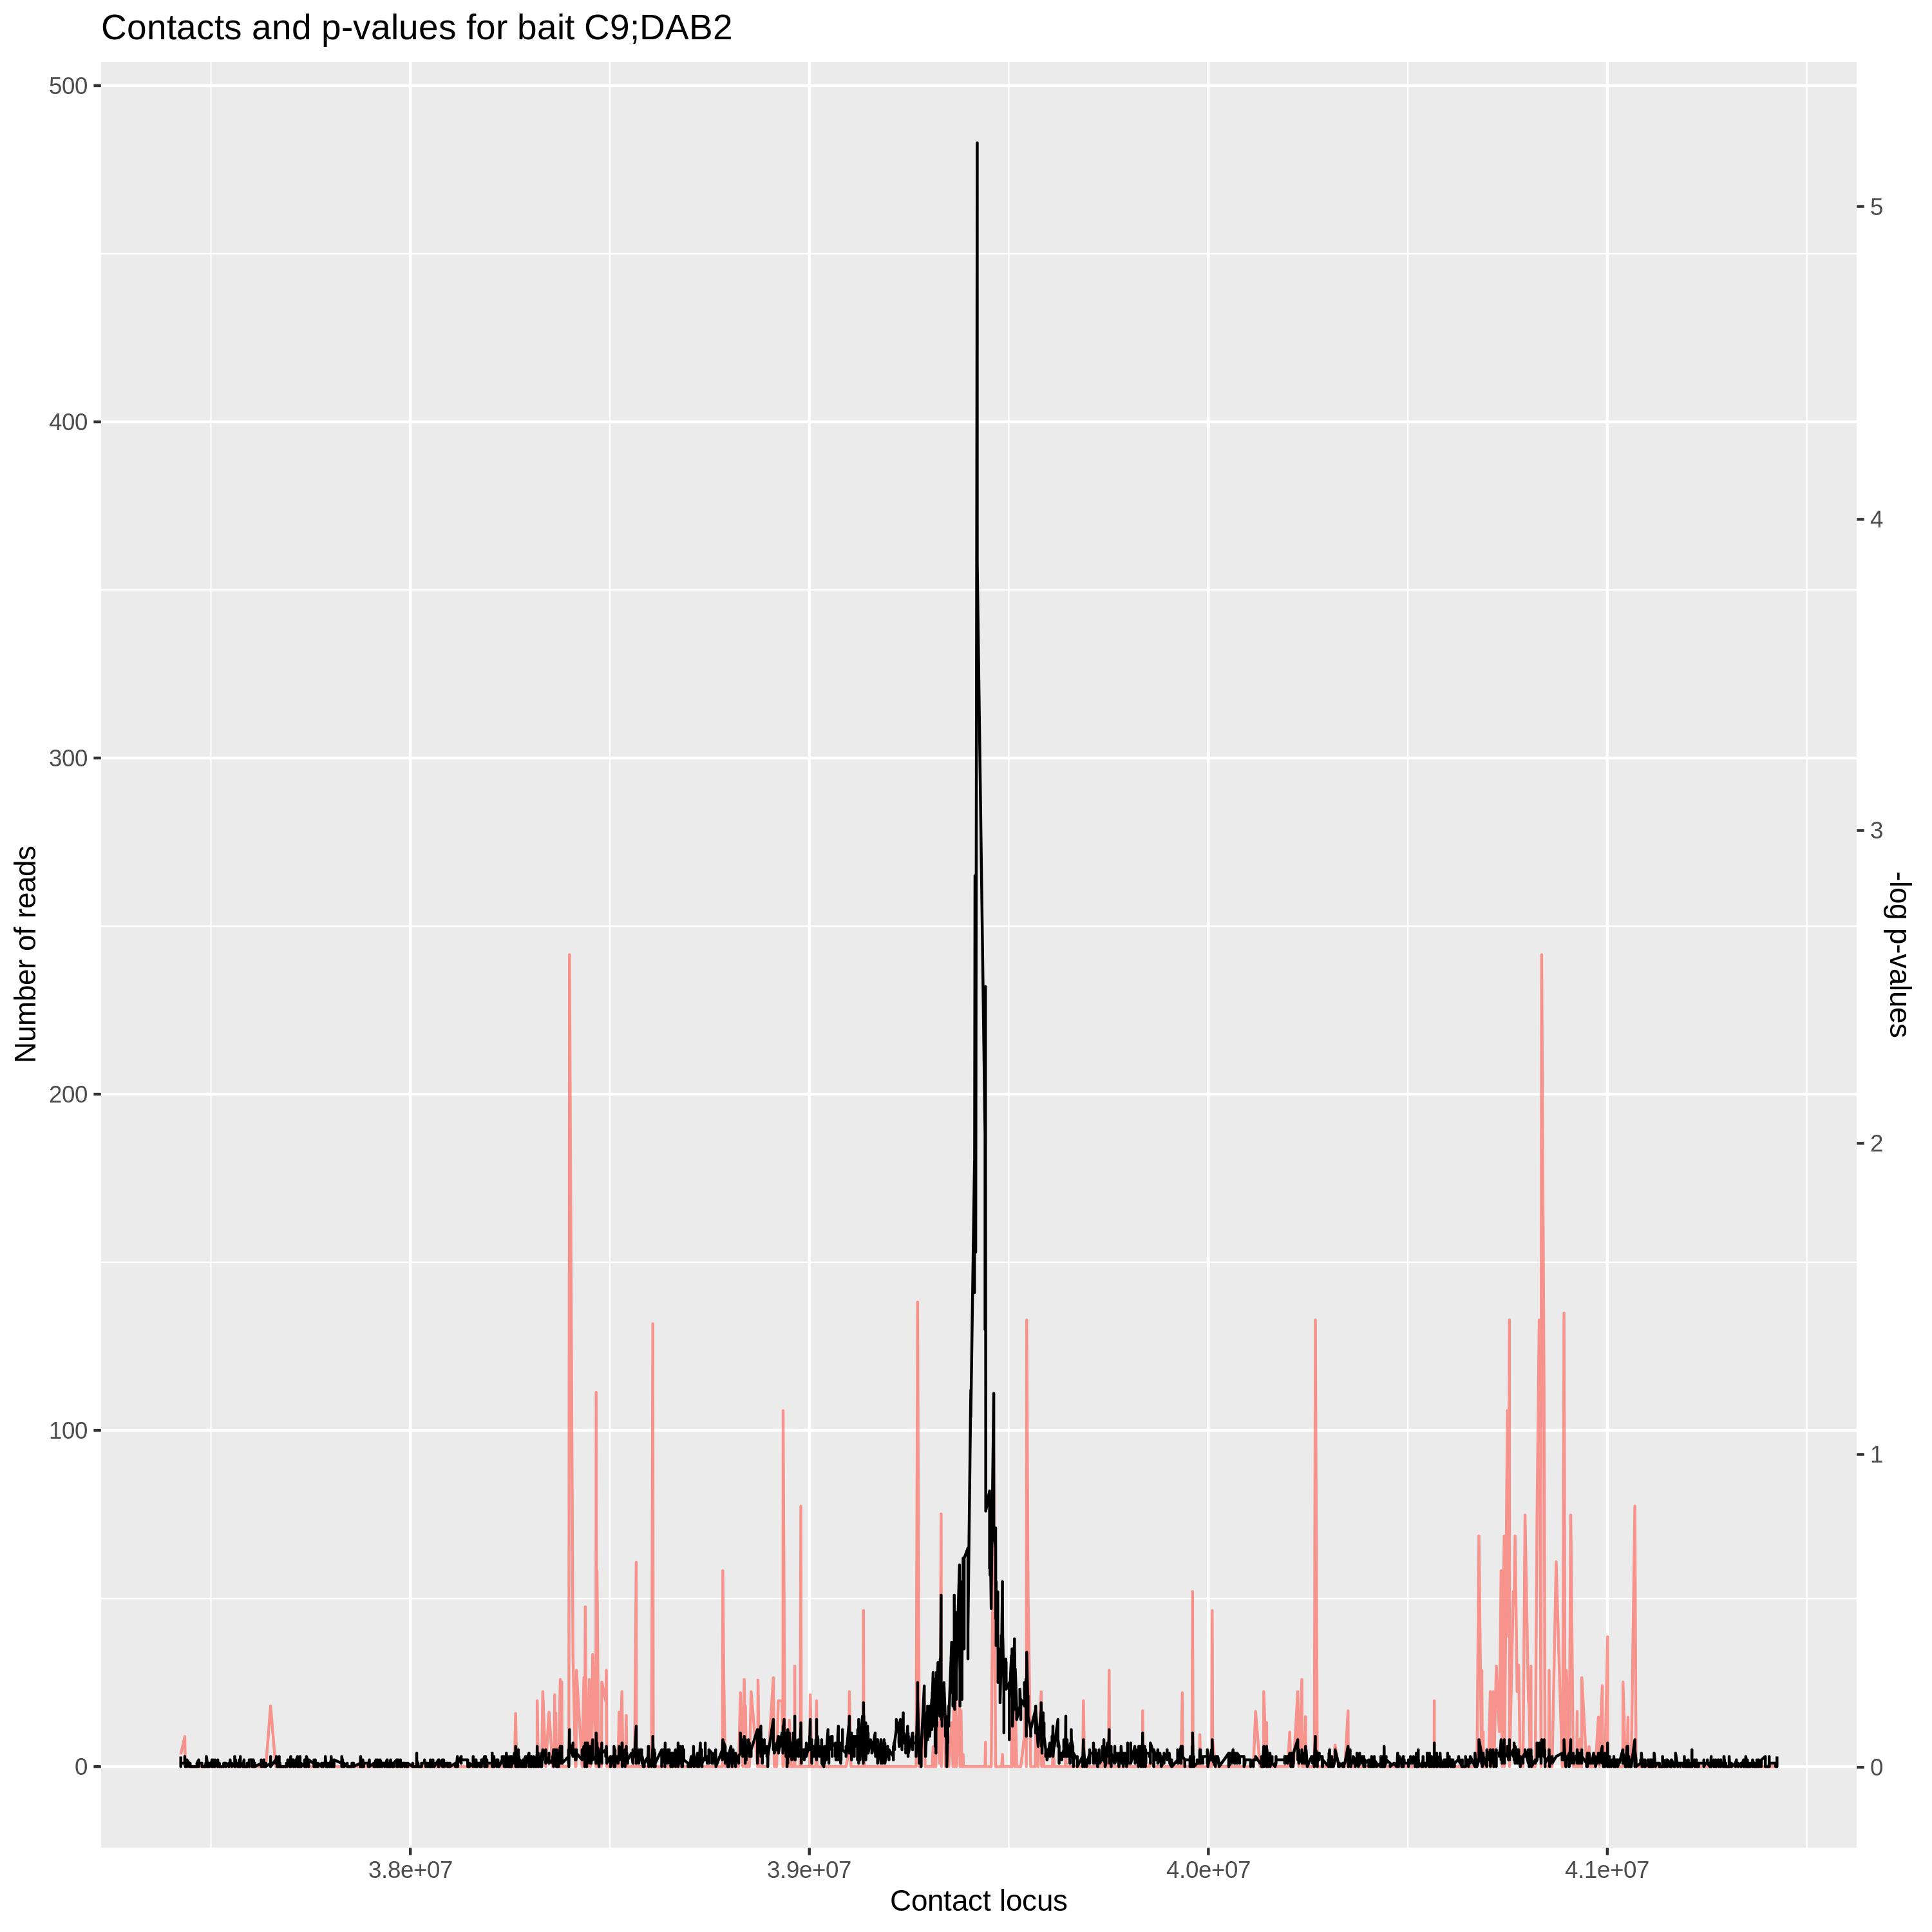 Contacts and p-values for bait C9;DAB2
500
400
300
200
100
0
Number of reads
5
4
3
2
1
0
-log p-values
3.8e+07
3.9e+07
4.0e+07
4.1e+07
Contact locus